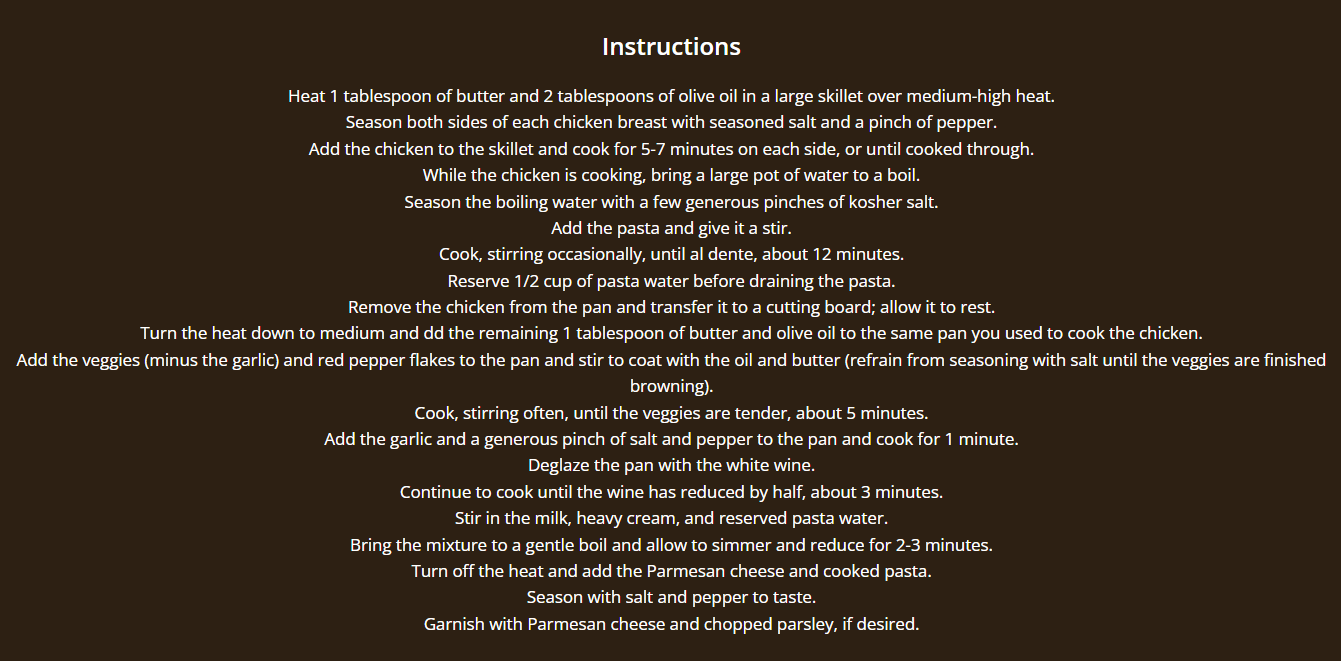 Instructions
Heat 1 tablespoon of butter and 2 tablespoons of olive oil in a large skillet over medium-high heat.
Season both sides of each chicken breast with seasoned salt and a pinch of pepper.
Add the chicken to the skillet and cook for 5-7 minutes on each side, or until cooked through.
While the chicken is cooking, bring a large pot of water to a boil.
Season the boiling water with a few generous pinches of kosher salt.
Add the pasta and give it a stir.
Cook, stirring occasionally, until al dente, about 12 minutes.
Reserve 1/2 cup of pasta water before draining the pasta.
Remove the chicken from the pan and transfer it to a cutting board; allow it to rest.
Turn the heat down to medium and dd the remaining 1 tablespoon of butter and olive oil to the same pan you used to cook the chicken.
Add the veggies (minus the garlic) and red pepper flakes to the pan and stir to coat with the oil and butter (refrain from seasoning with salt until the veggies are finished
browning).
Cook, stirring often, until the veggies are tender, about 5 minutes.
Add the garlic and a generous pinch of salt and pepper to the pan and cook for 1 minute.
Deglaze the pan with the white wine.
Continue to cook until the wine has reduced by half, about 3 minutes.
Stir in the milk, heavy cream, and reserved pasta water.
Bring the mixture to a gentle boil and allow to simmer and reduce for 2-3 minutes.
Turn off the heat and add the Parmesan cheese and cooked pasta.
Season with salt and pepper to taste.
Garnish with Parmesan cheese and chopped parsley, if desired.